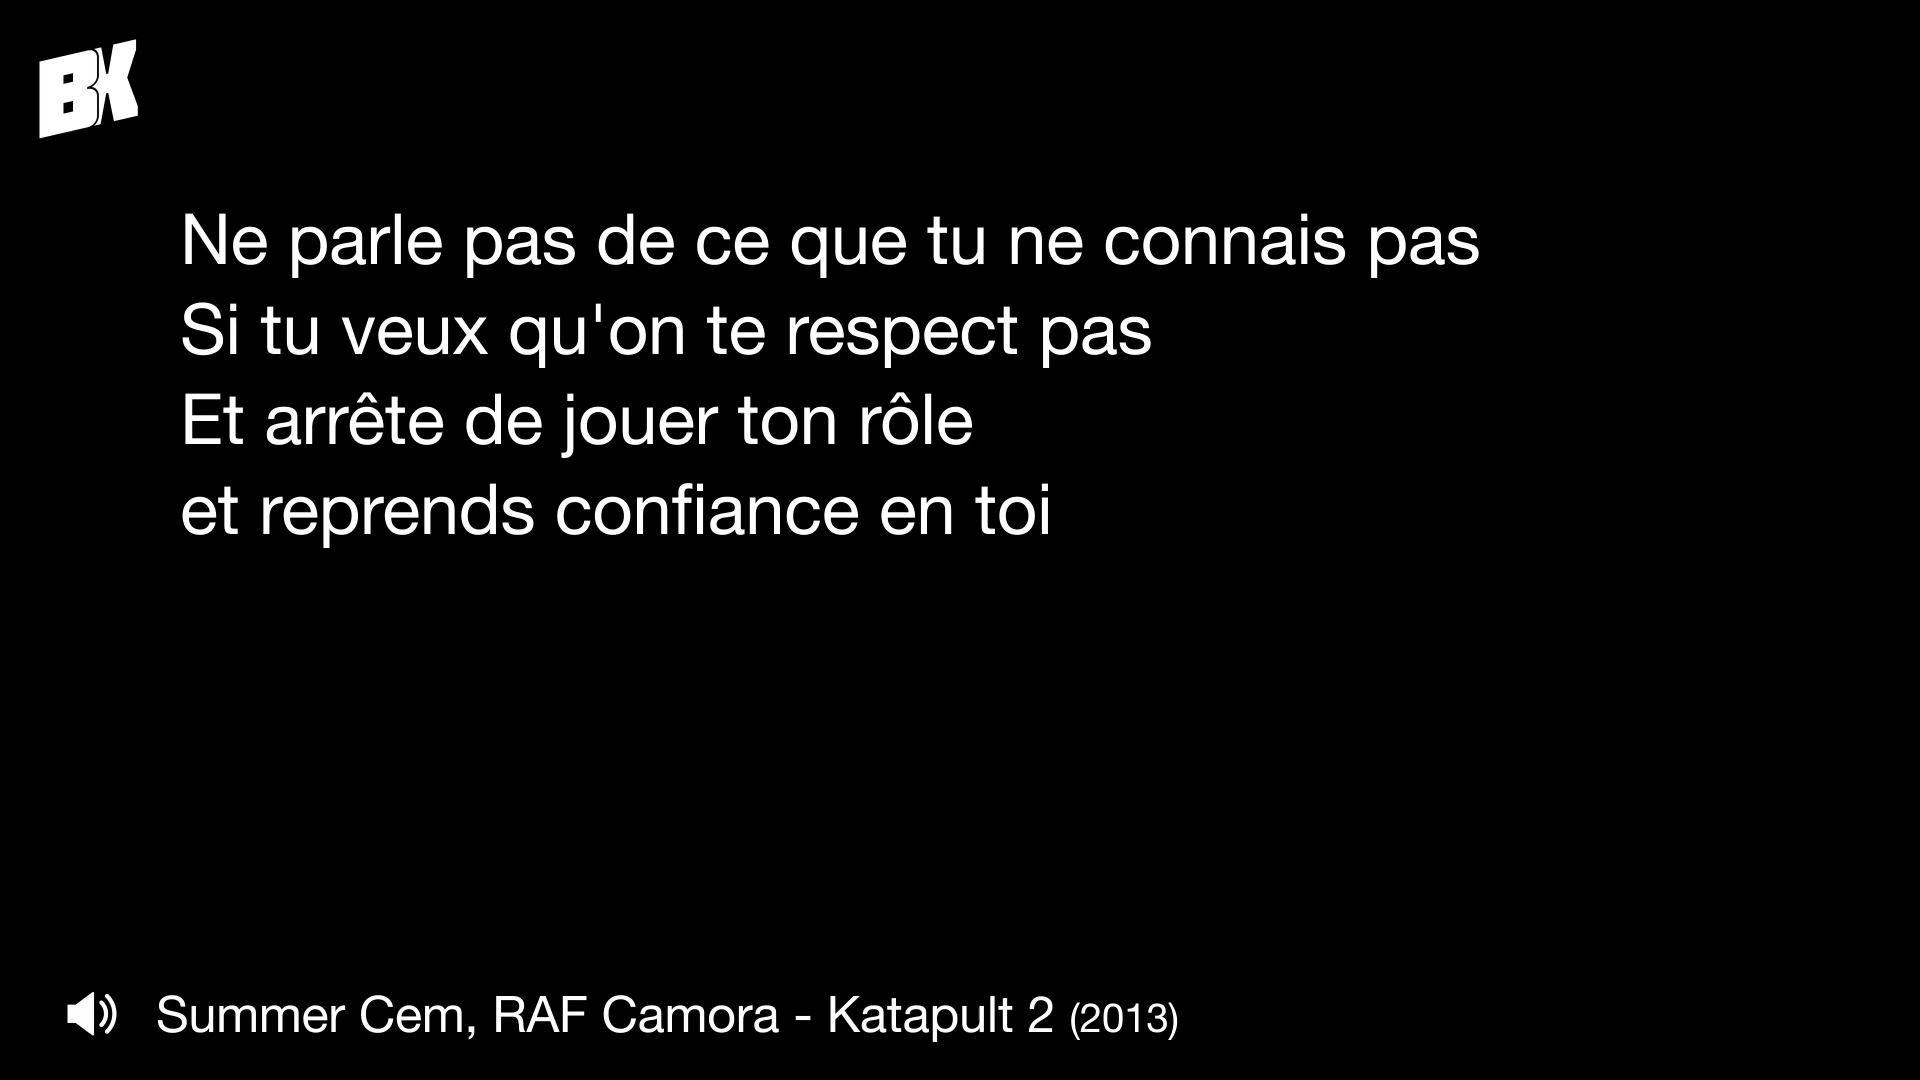 BK
Ne parle pas de ce que tu ne connais pas
Si tu veux qu'on te respect pas
Et arrête de jouer ton rôle
et reprends confiance en toi
Summer Cem, RAF Camora - Katapult 2 (2013)